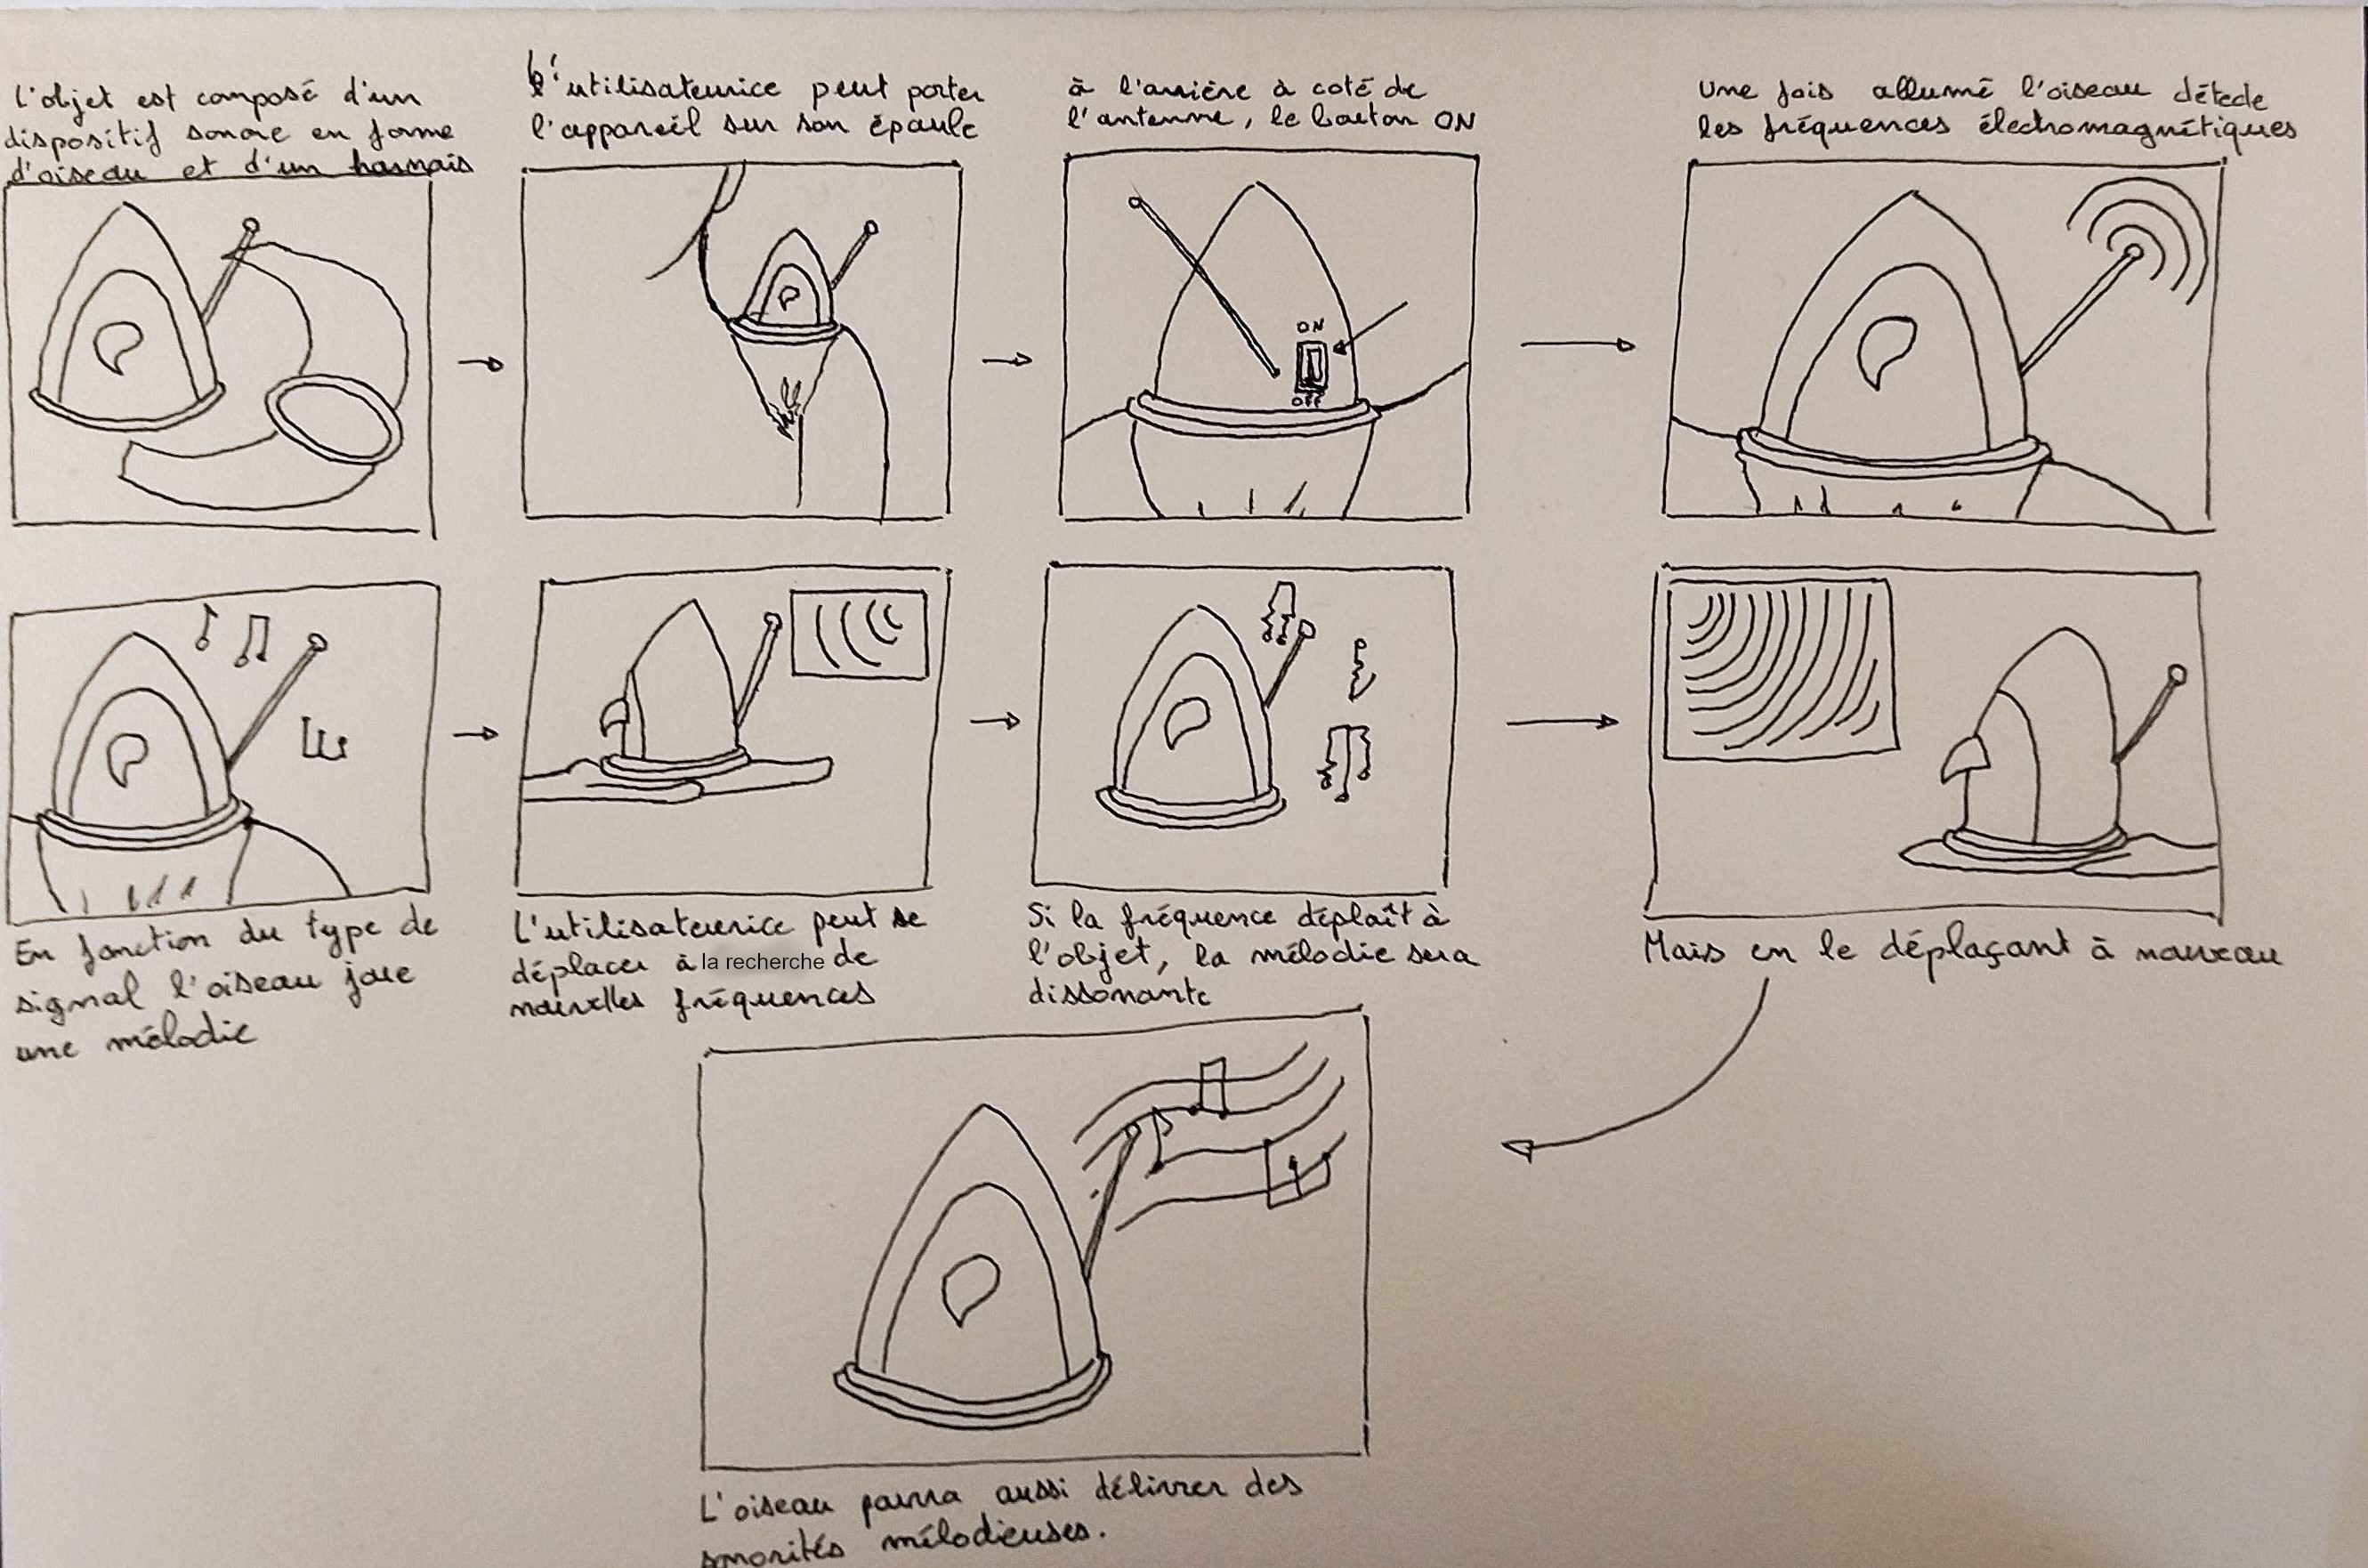 L'objet est composé d'un
dispositif sonore en forme
d'oiseau et d'un harnais
L'utilisateurice peut porter
l'appareil sur son épaule
à l'arrière à coté de
l'antenne, le bouton ON
Une fois allumé l'oiseau détecte
les fréquences électromagnétiques
ON
OFF
En fonction du type de
signal l'oiseau joue
une mélodie
L'utilisateurice peut se
déplacer à la recherche de
nouvelles fréquences
Si la fréquence déplaît à
l'objet, la mélodie sera
dissonante
Mais en le déplaçant à nouveau
L'oiseau pourra aussi délivrer des
sonorités mélodieuses.